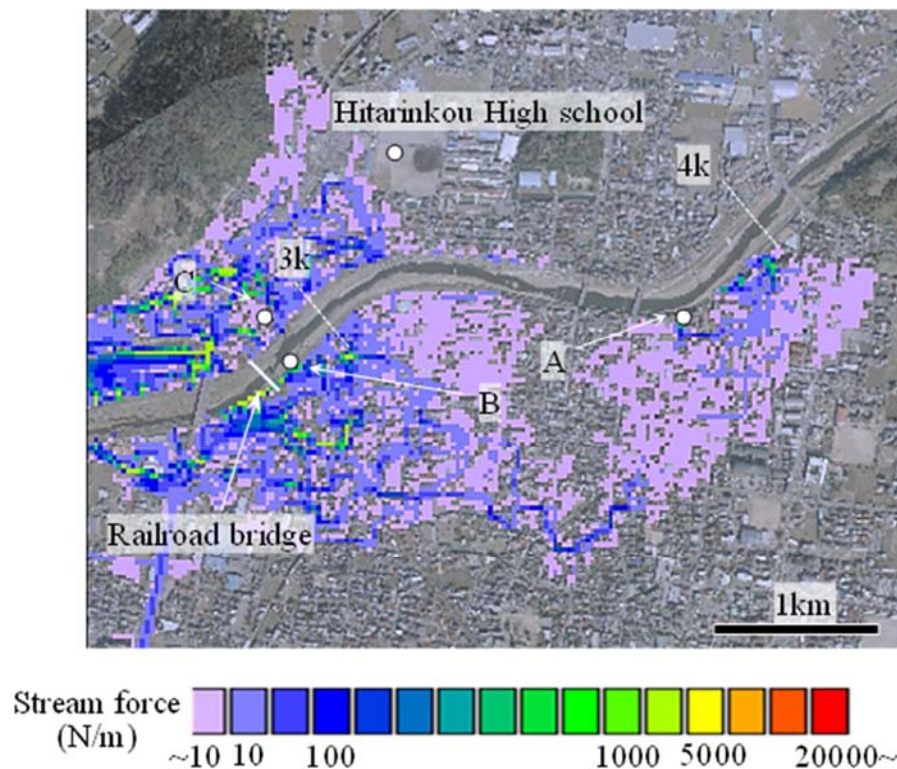 Hitarinkou High school
4k
3k
C
A
B
Railroad bridge
1km
Stream force
(N/m)
~10 10 100 1000 5000 20000~